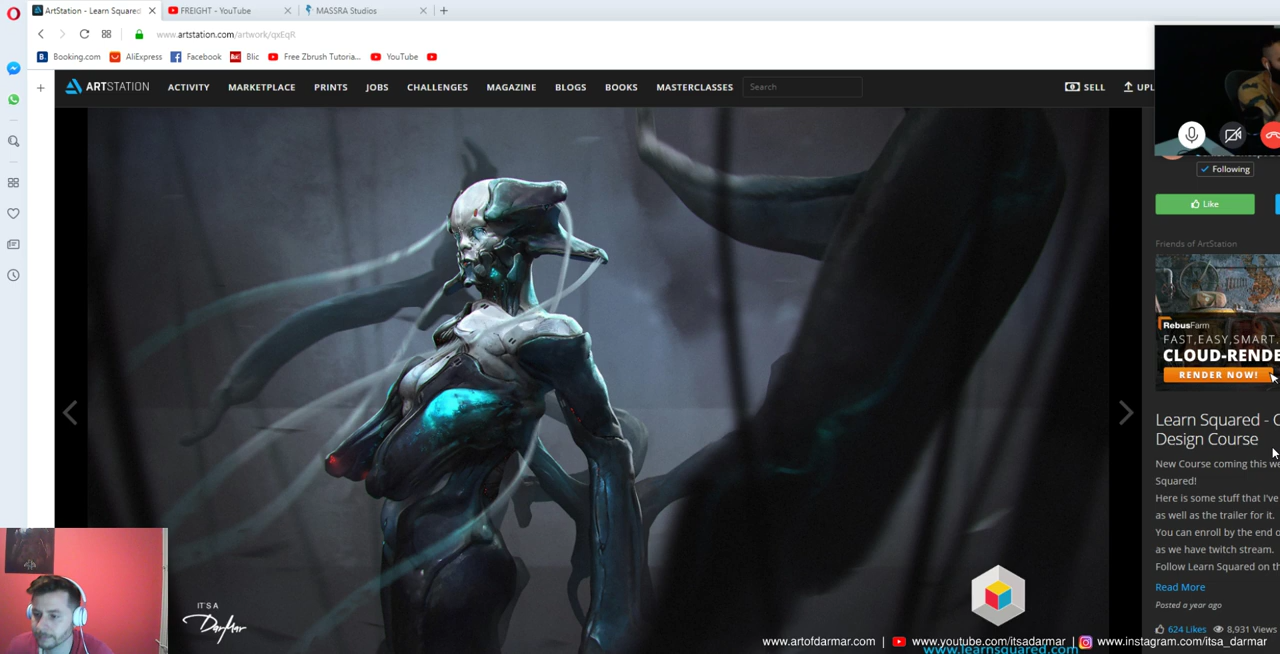 ArtStation - Learn Squared
FREIGHT - YouTube
MASSRA Studios
www.artstation.com/artwork/qxEqR
Booking.com
AliExpress
Facebook
Blic
Free Zbrush Tutoria...
YouTube
ARTSTATION
ACTIVITY
MARKETPLACE
PRINTS
JOBS
CHALLENGES
MAGAZINE
BLOGS
BOOKS
MASTERCLASSES
Search
SELL
UPL
Following
Like
Friends of ArtStation
RebusFarm
FAST,EASY,SMART.
CLOUD-RENDE
RENDER NOW!
Learn Squared - C
Design Course
New Course coming this we
Squared!
Here is some stuff that I've
as well as the trailer for it.
You can enroll by the end o
as we have twitch stream.
Follow Learn Squared on th
Read More
Posted a year ago
624 Likes 8,931 Views
IT'S A
DarMar
www.artofdarmar.com | www.youtube.com/itsadarmar | www.instagram.com/itsa_darmar
www.learnsquared.com